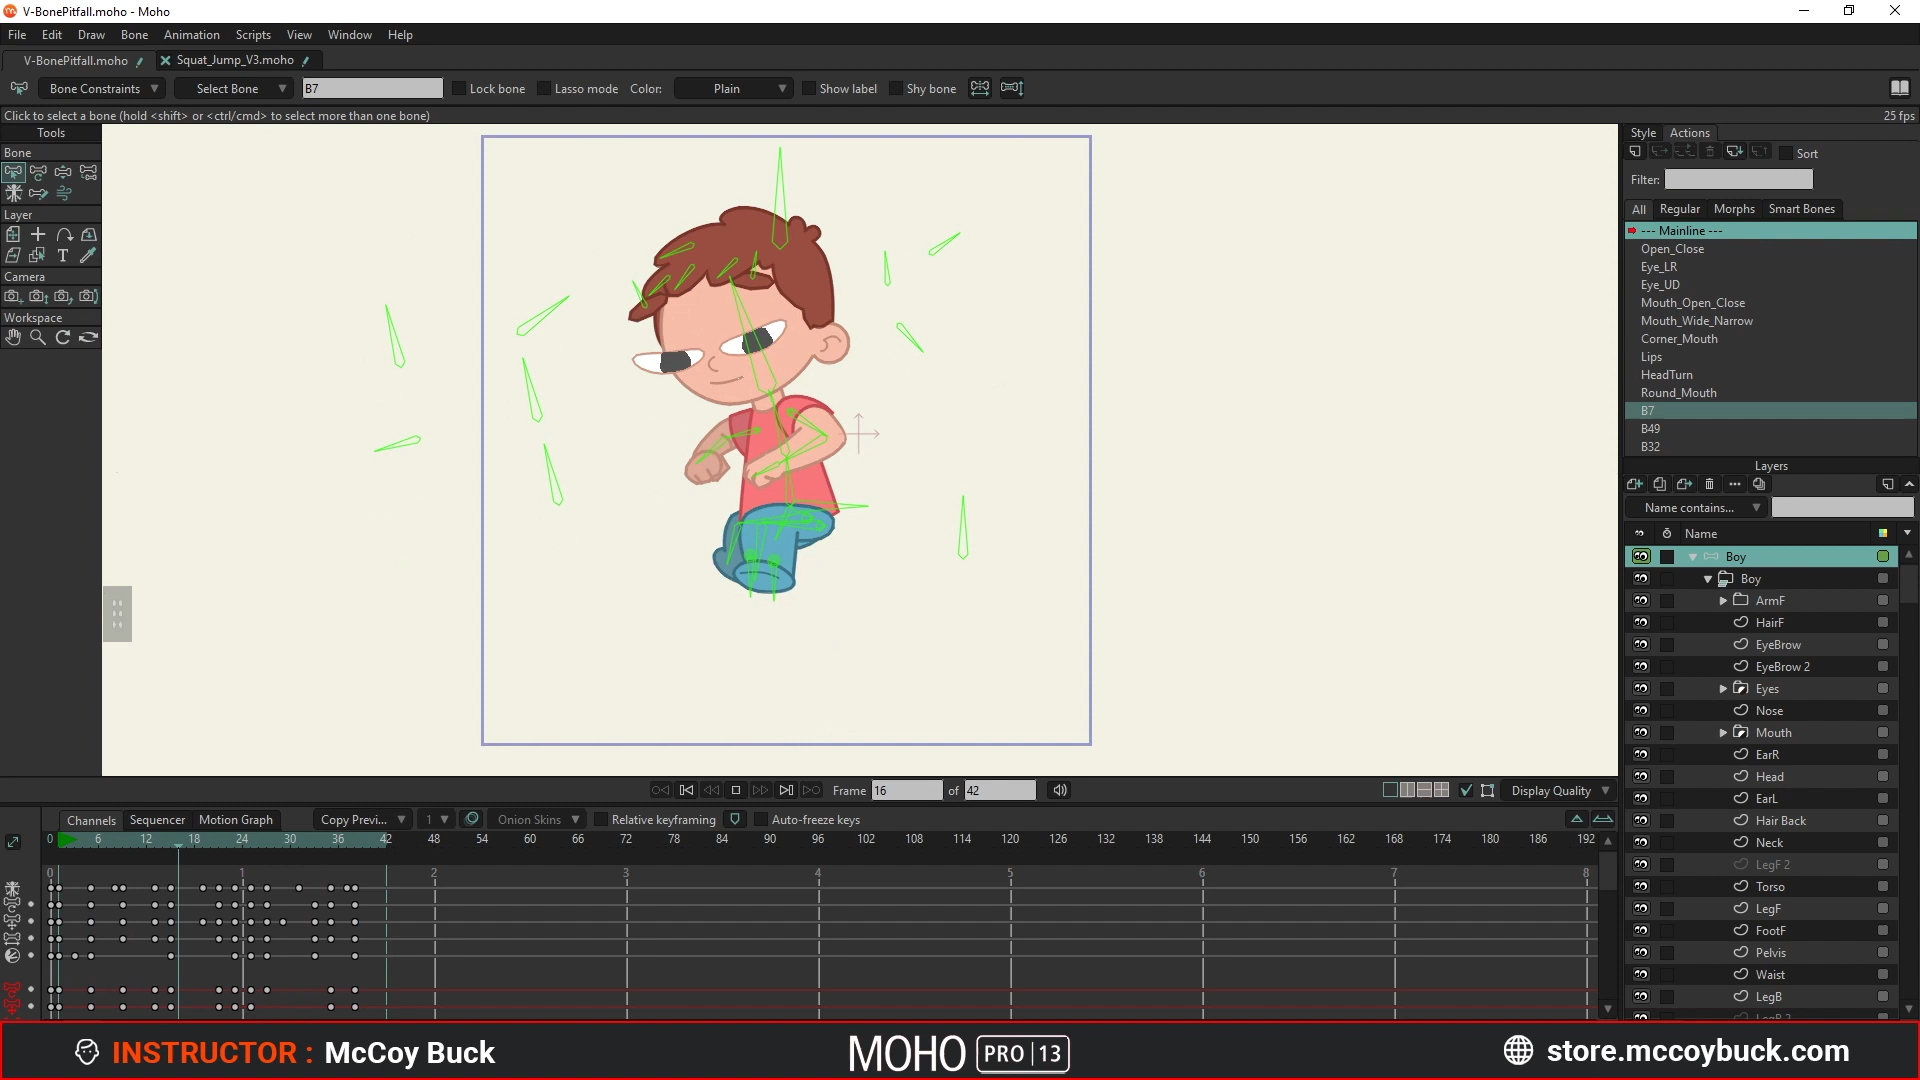 V-BonePitfall.moho - Moho
File Edit Draw Bone Animation Scripts View Window Help
V-BonePitfall.moho Squat_Jump_V3.moho
Bone Constraints Select Bone B7 Lock bone Lasso mode Color: Plain Show label Shy bone
Click to select a bone (hold <shift> or <ctrl/cmd> to select more than one bone) 25 fps
Tools
Bone
Layer
Camera
Workspace
Style Actions
Sort
Filter:
All Regular Morphs Smart Bones
--- Mainline ---
Open_Close
Eye_LR
Eye_UD
Mouth_Open_Close
Mouth_Wide_Narrow
Corner_Mouth
Lips
HeadTurn
Round_Mouth
B7
B49
B32
Layers
Name contains...
Name
Boy
Boy
ArmF
HairF
EyeBrow
EyeBrow 2
Eyes
Nose
Mouth
EarR
Head
EarL
Hair Back
Neck
LegF 2
Torso
LegF
FootF
Pelvis
Waist
LegB
Frame 16 of 42 Display Quality
Channels Sequencer Motion Graph Copy Previ... 1 Onion Skins Relative keyframing Auto-freeze keys
0 6 12 18 24 30 36 42 48 54 60 66 72 78 84 90 96 102 108 114 120 126 132 138 144 150 156 162 168 174 180 186 192
0 1 2 3 4 5 6 7 8
INSTRUCTOR : McCoy Buck MOHO PRO 13 store.mccoybuck.com